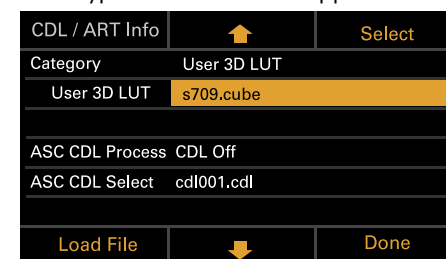 CDL / ART Info Select
Category User 3D LUT
User 3D LUT s709.cube
ASC CDL Process CDL Off
ASC CDL Select cdl001.cdl
Load File Done